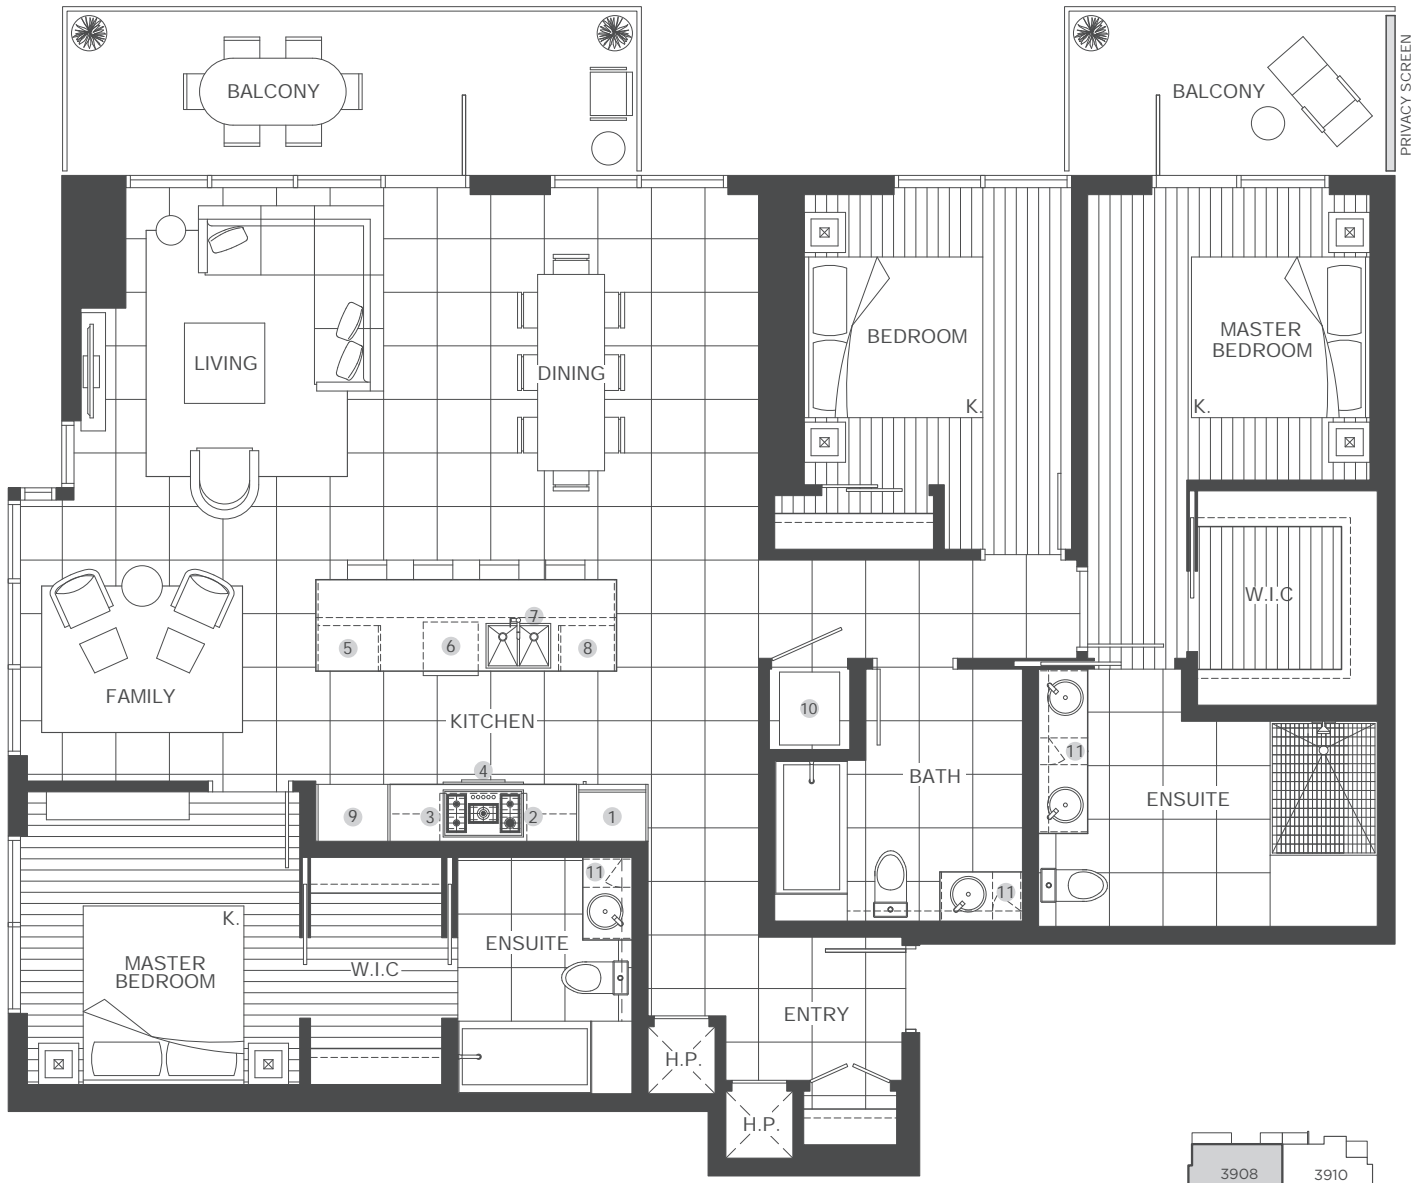 BALCONY
BALCONY
PRIVACY SCREEN
LIVING
DINING
BEDROOM
K.
MASTER
BEDROOM
K.
W.I.C
7
5
6
8
FAMILY
KITCHEN
10
4
9
3
2
1
BATH
11
ENSUITE
11
11
K.
MASTER
BEDROOM
W.I.C
ENSUITE
ENTRY
H.P.
H.P.
3908
3910